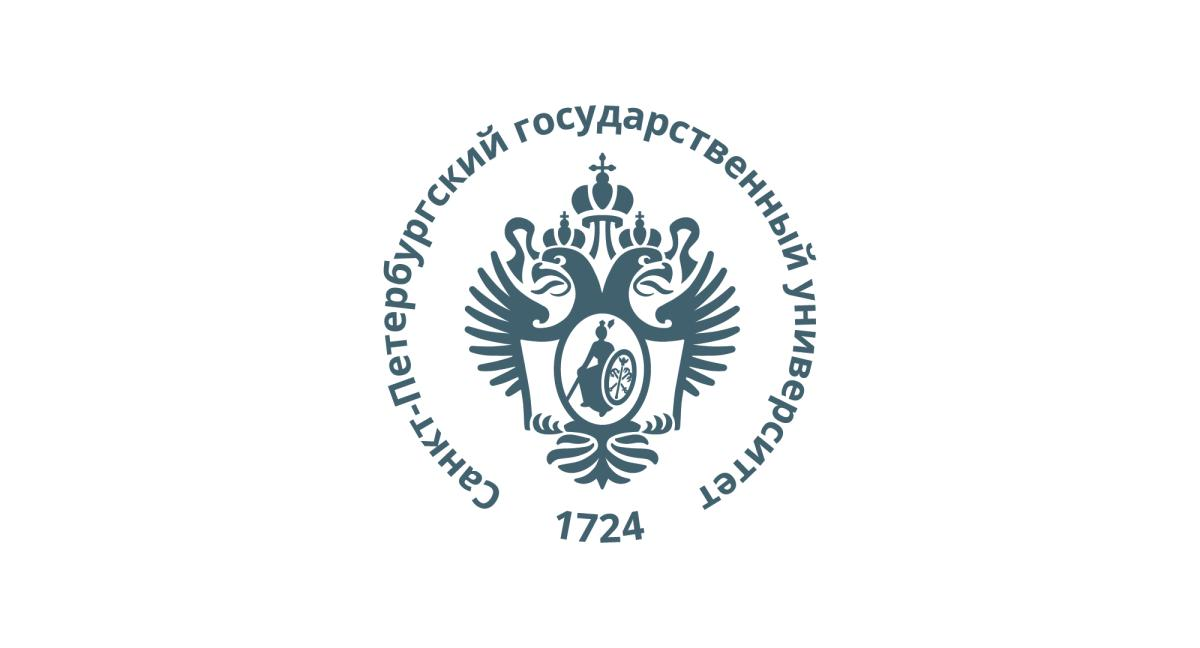 Санкт-Петербургский государственный университет
1724